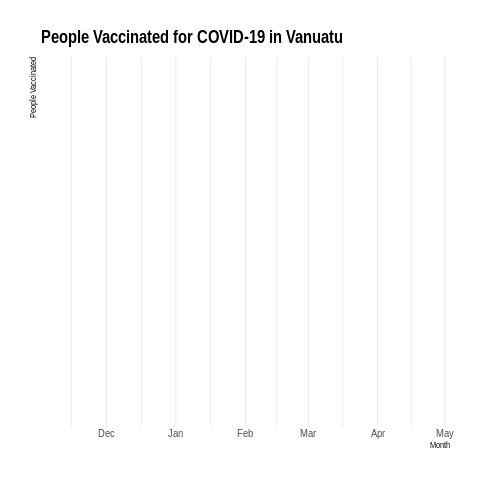 People Vaccinated for COVID-19 in Vanuatu
People Vaccinated
Dec Jan Feb Mar Apr May
Month